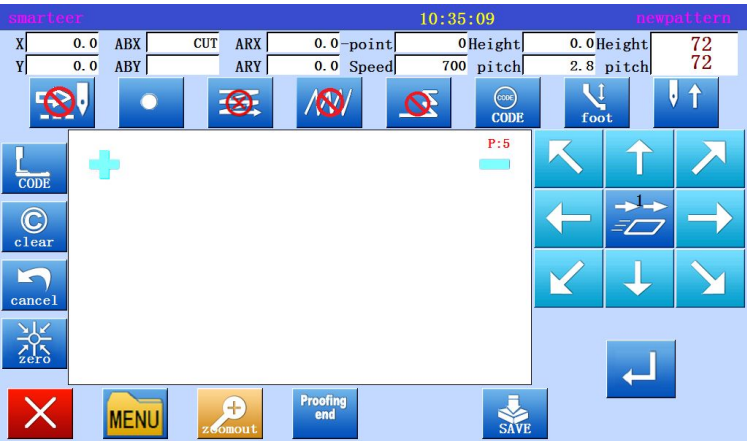 smarteer 10:35:09 newpattern
X 0.0 ABX CUT ARX 0.0 -point 0 Height 0.0 Height 72
Y 0.0 ABY ARY 0.0 Speed 700 pitch 2.8 pitch 72
CODE
CODE
foot
P:5
CODE
1
C
clear
cancel
zero
MENU
zoomout
Proofing
end
SAVE